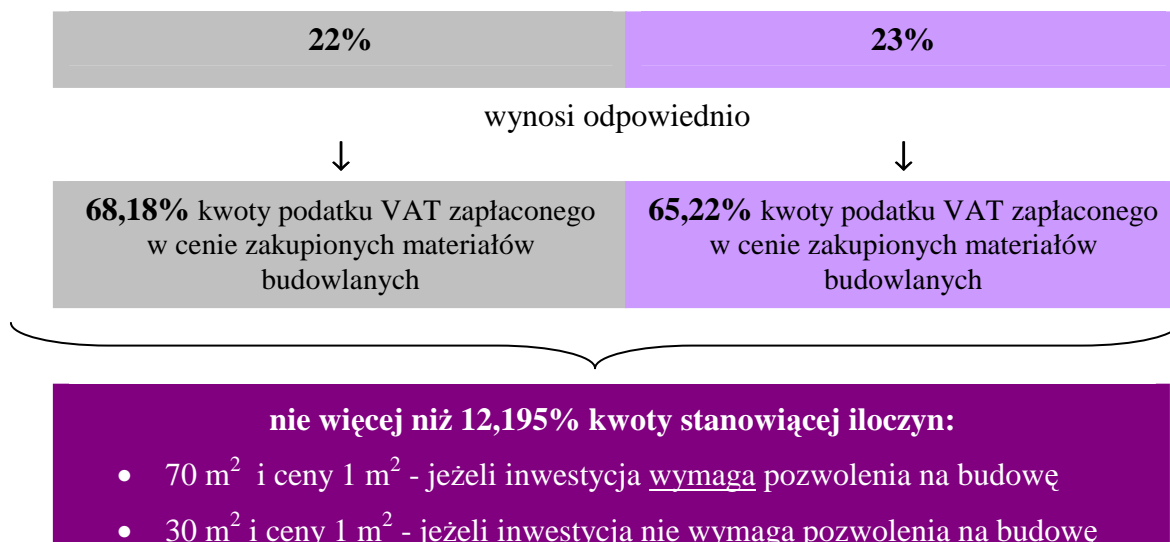 22%
23%
wynosi odpowiednio
↓ ↓
68,18% kwoty podatku VAT zapłaconego
w cenie zakupionych materiałów
budowlanych
65,22% kwoty podatku VAT zapłaconego
w cenie zakupionych materiałów
budowlanych
nie więcej niż 12,195% kwoty stanowiącej iloczyn:
• 70 m² i ceny 1 m² - jeżeli inwestycja wymaga pozwolenia na budowę
• 30 m² i ceny 1 m² - jeżeli inwestycja nie wymaga pozwolenia na budowę